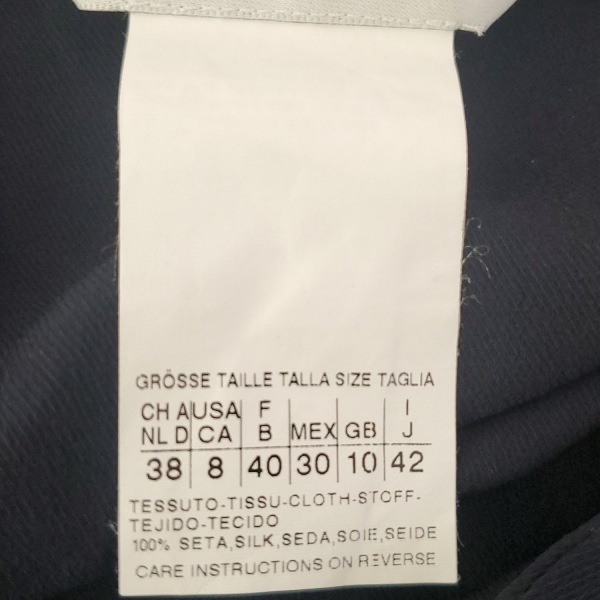 GRÖSSE TAILLE TALLA SIZE TAGLIA
CH A USA F I
NL D CA B MEX GB J
38 8 40 30 10 42
TESSUTO-TISSU-CLOTH-STOFF-
TEJIDO-TECIDO
100% SETA,SILK,SEDA,SOIE,SEIDE
CARE INSTRUCTIONS ON REVERSE